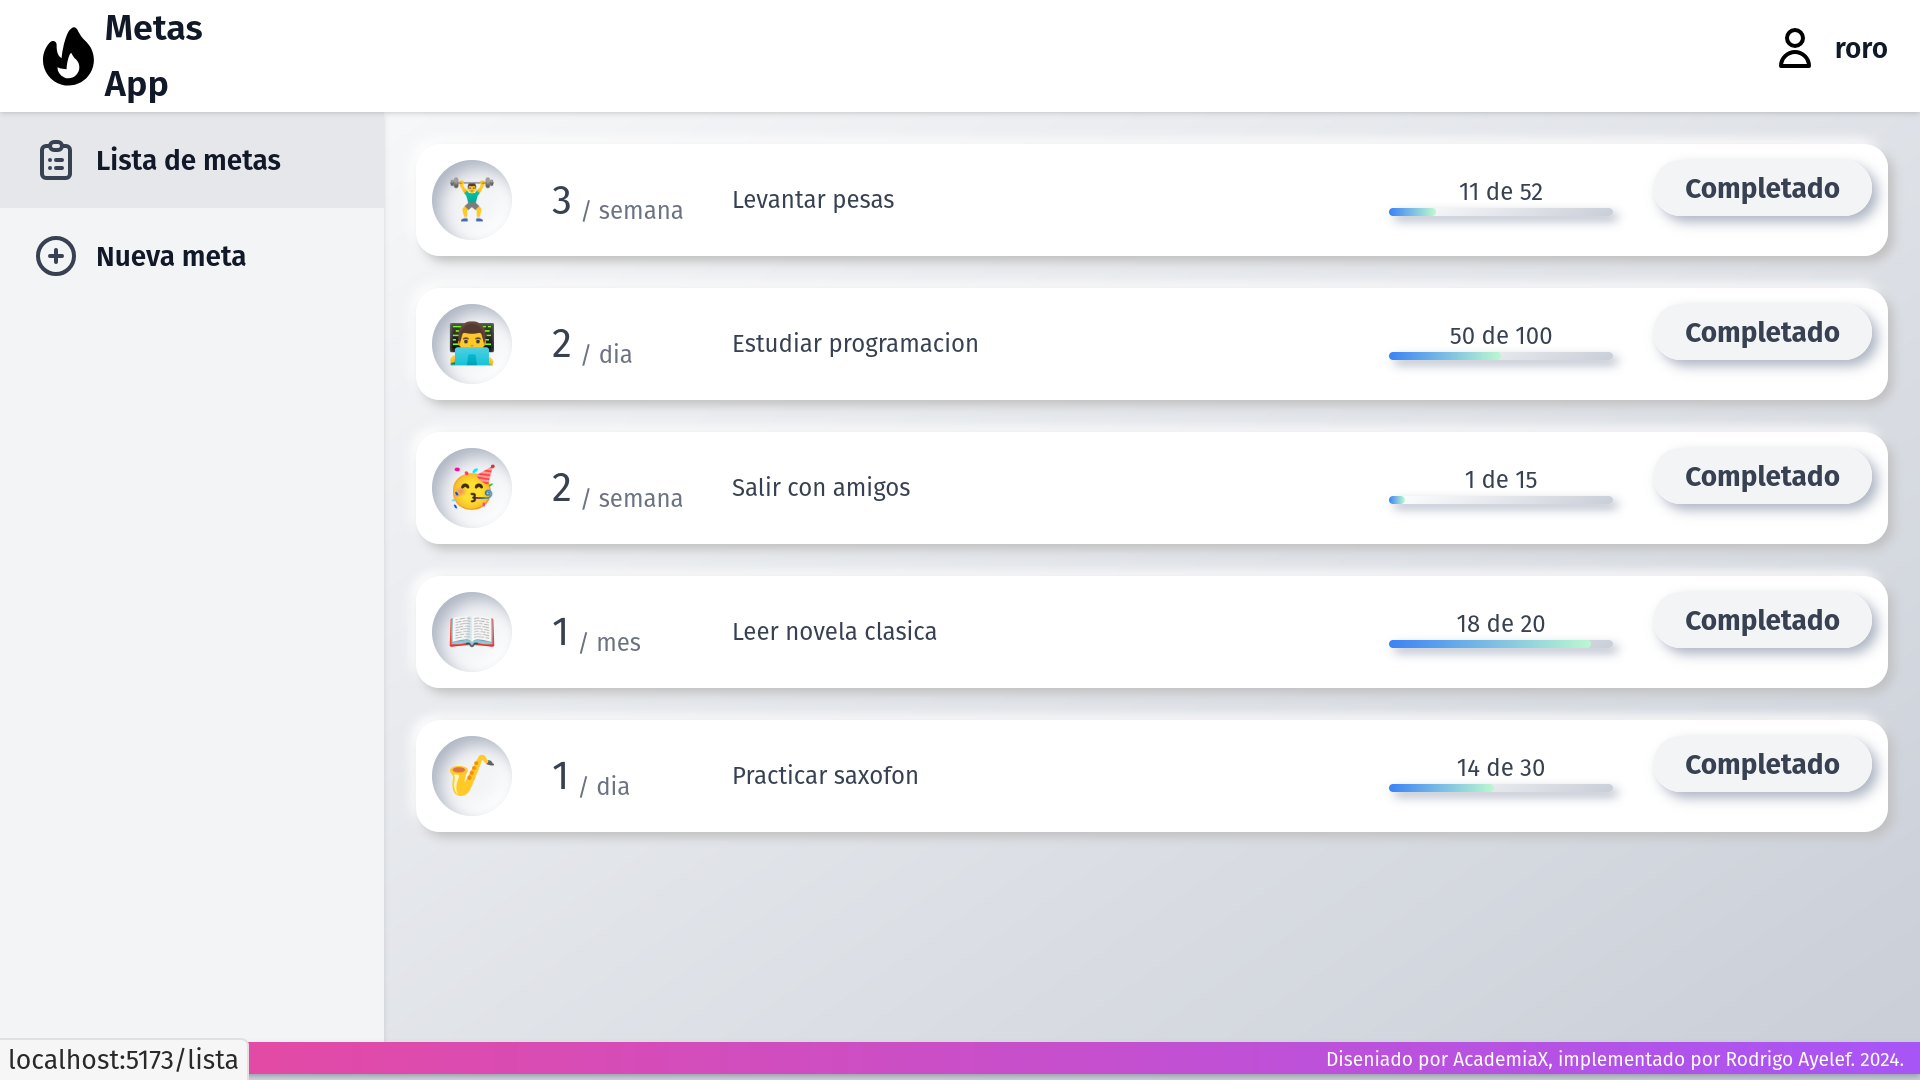 Metas
App
roro
Lista de metas
Nueva meta
3 / semana Levantar pesas 11 de 52 Completado
2 / dia Estudiar programacion 50 de 100 Completado
2 / semana Salir con amigos 1 de 15 Completado
1 / mes Leer novela clasica 18 de 20 Completado
1 / dia Practicar saxofon 14 de 30 Completado
localhost:5173/lista
Diseniado por AcademiaX, implementado por Rodrigo Ayelef. 2024.